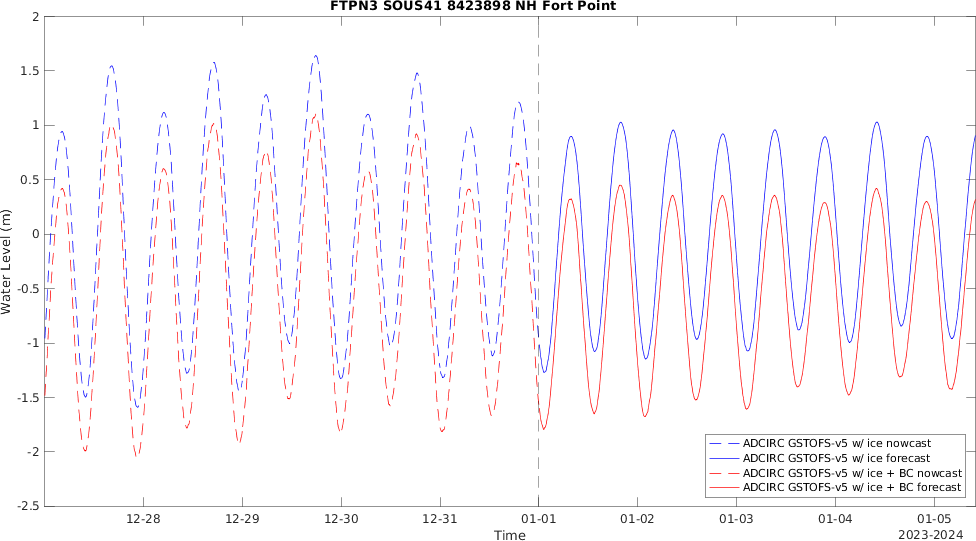 FTPN3 SOUS41 8423898 NH Fort Point
Water Level (m)
2
1.5
1
0.5
0
-0.5
-1
-1.5
-2
-2.5
12-28
12-29
12-30
12-31
01-01
01-02
01-03
01-04
01-05
Time
2023-2024
ADCIRC GSTOFS-v5 w/ ice nowcast
ADCIRC GSTOFS-v5 w/ ice forecast
ADCIRC GSTOFS-v5 w/ ice + BC nowcast
ADCIRC GSTOFS-v5 w/ ice + BC forecast